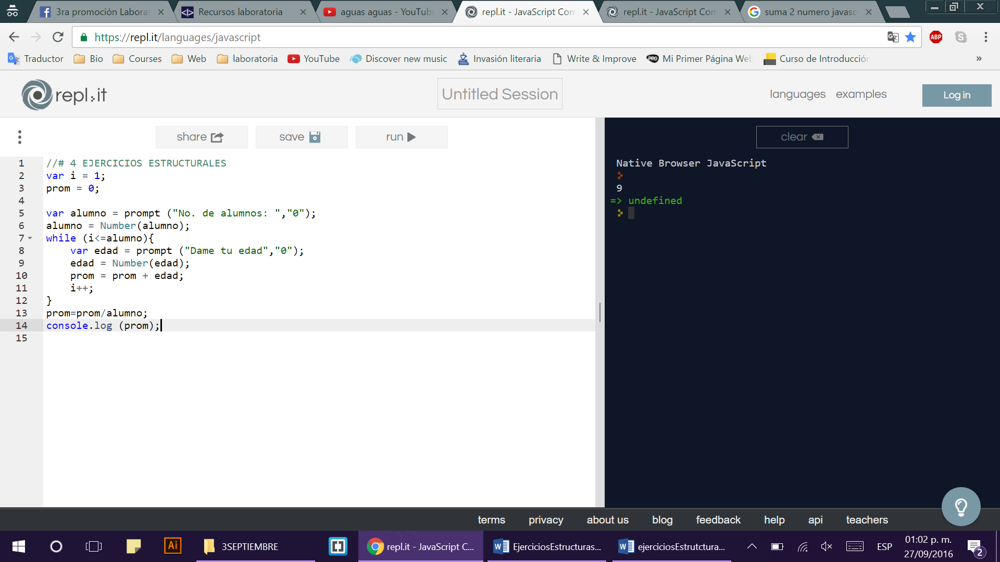 3ra promoción Laborat
Recursos laboratoria
aguas aguas - YouTube
repl.it - JavaScript Com
repl.it - JavaScript Com
suma 2 numero javasc
https://repl.it/languages/javascript
ABP
Traductor
Bio
Courses
Web
laboratoria
YouTube
Discover new music
Invasión literaria
Write & Improve
Mi Primer Página Web
Curso de Introducción
»
repl.it
Untitled Session
languages
examples
Log in
share
save
run
clear
1 //# 4 EJERCICIOS ESTRUCTURALES
2 var i = 1;
3 prom = 0;
4
5 var alumno = prompt ("No. de alumnos: ","0");
6 alumno = Number(alumno);
7 while (i<=alumno){
8 var edad = prompt ("Dame tu edad","0");
9 edad = Number(edad);
10 prom = prom + edad;
11 i++;
12 }
13 prom=prom/alumno;
14 console.log (prom);
15
Native Browser JavaScript
9
=> undefined
terms
privacy
about us
blog
feedback
help
api
teachers
Ai
3SEPTIEMBRE
repl.it - JavaScript C...
EjerciciosEstructuras...
ejerciciosEstrutctura...
ESP
01:02 p. m.
27/09/2016
2